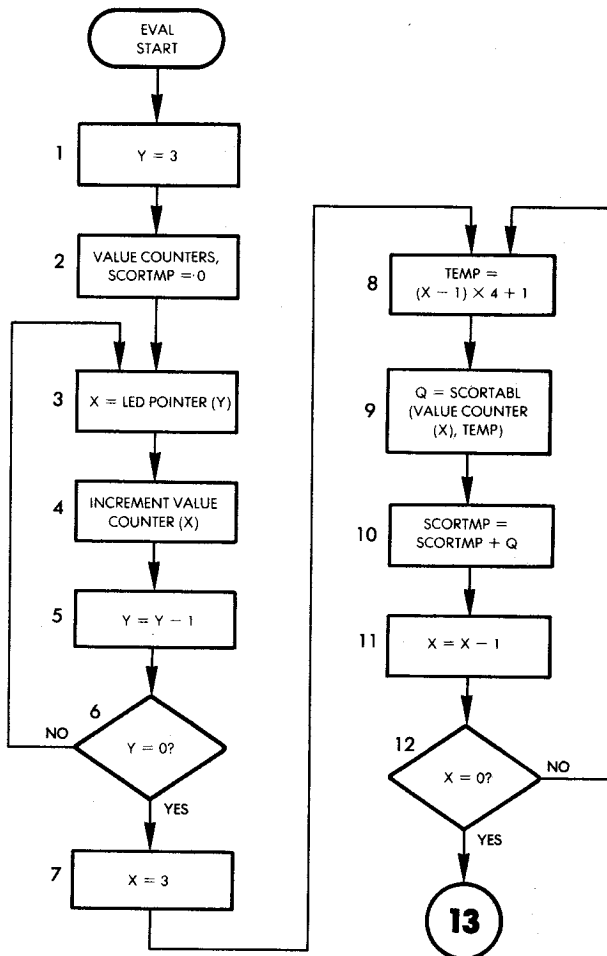 EVAL
START
1
Y = 3
2
VALUE COUNTERS,
SCORTMP = 0
3
X = LED POINTER (Y)
4
INCREMENT VALUE
COUNTER (X)
5
Y = Y − 1
6
Y = 0?
NO
YES
7
X = 3
8
TEMP =
(X − 1) × 4 + 1
9
Q = SCORTABL
(VALUE COUNTER
(X), TEMP)
10
SCORTMP =
SCORTMP + Q
11
X = X − 1
12
X = 0?
NO
YES
13